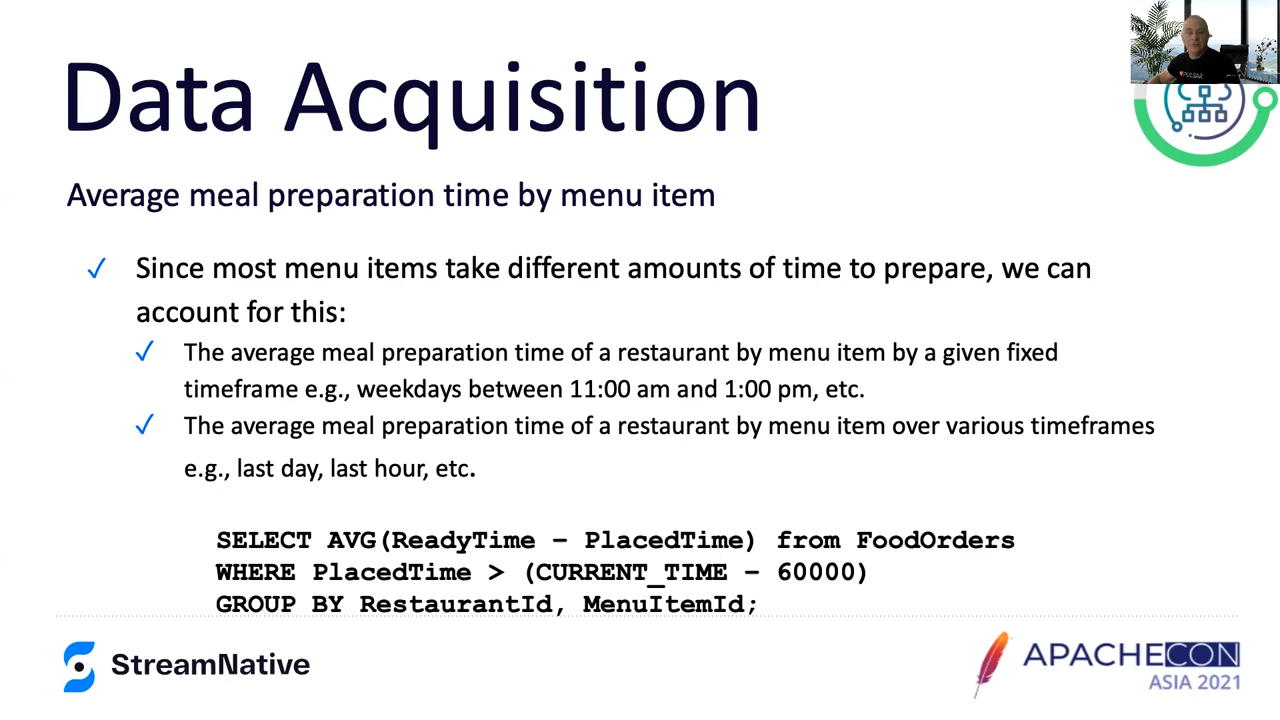 Data Acquisition
PULSAR
Average meal preparation time by menu item
✓ Since most menu items take different amounts of time to prepare, we can
account for this:
✓ The average meal preparation time of a restaurant by menu item by a given fixed
timeframe e.g., weekdays between 11:00 am and 1:00 pm, etc.
✓ The average meal preparation time of a restaurant by menu item over various timeframes
e.g., last day, last hour, etc.
SELECT AVG(ReadyTime – PlacedTime) from FoodOrders
WHERE PlacedTime > (CURRENT_TIME – 60000)
GROUP BY RestaurantId, MenuItemId;
StreamNative
APACHECON
ASIA 2021